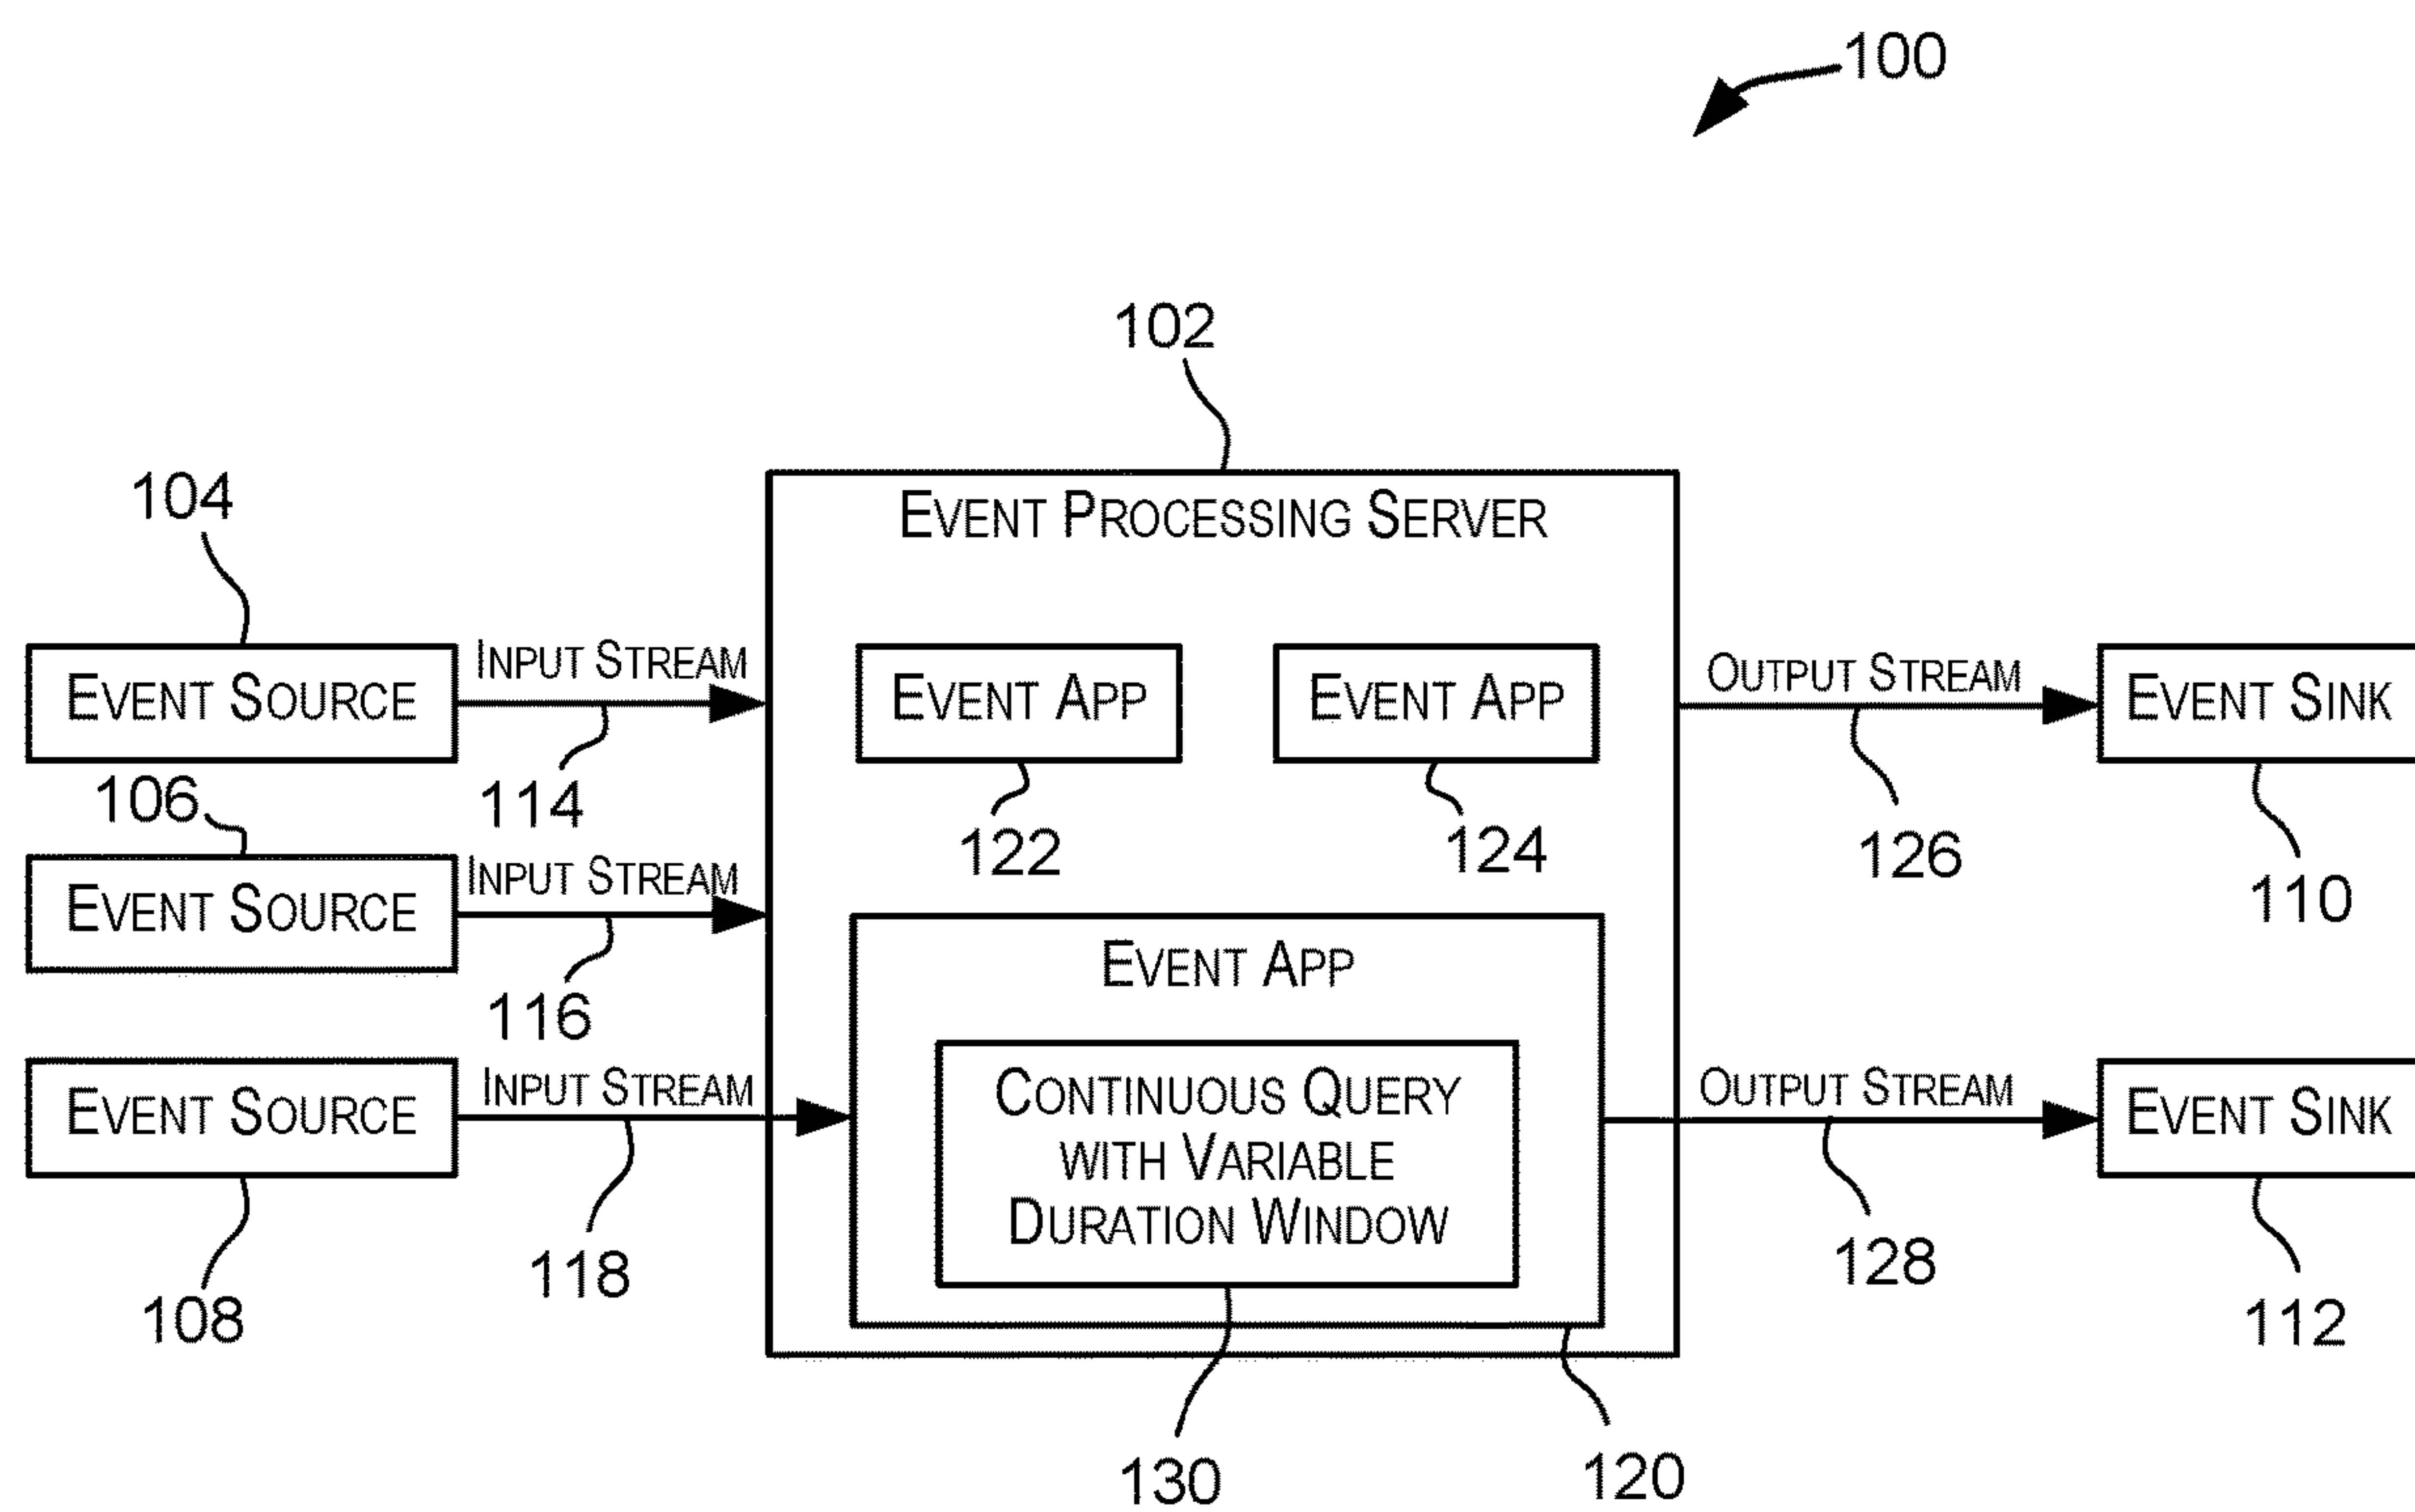 100
102
EVENT PROCESSING SERVER
104
EVENT SOURCE
INPUT STREAM
114
EVENT APP
122
EVENT APP
124
OUTPUT STREAM
126
EVENT SINK
110
106
EVENT SOURCE
INPUT STREAM
116
EVENT APP
CONTINUOUS QUERY
WITH VARIABLE
DURATION WINDOW
EVENT SOURCE
108
INPUT STREAM
118
OUTPUT STREAM
128
EVENT SINK
112
130
120